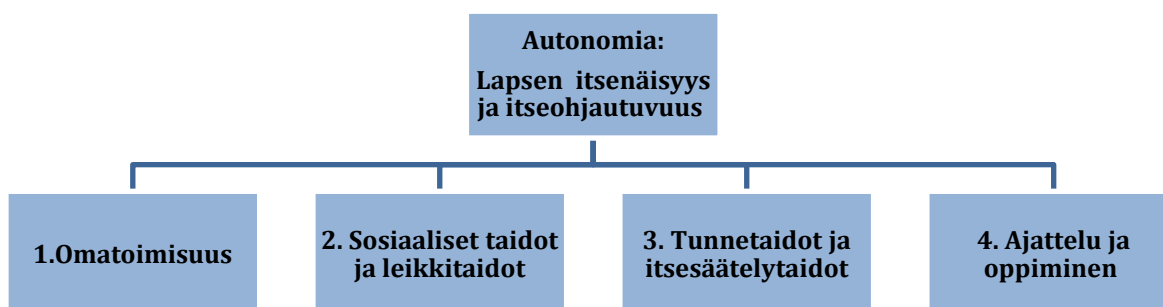 Autonomia:
Lapsen itsenäisyys
ja itseohjautuvuus
1.Omatoimisuus
2. Sosiaaliset taidot
ja leikkitaidot
3. Tunnetaidot ja
itsesäätelytaidot
4. Ajattelu ja
oppiminen